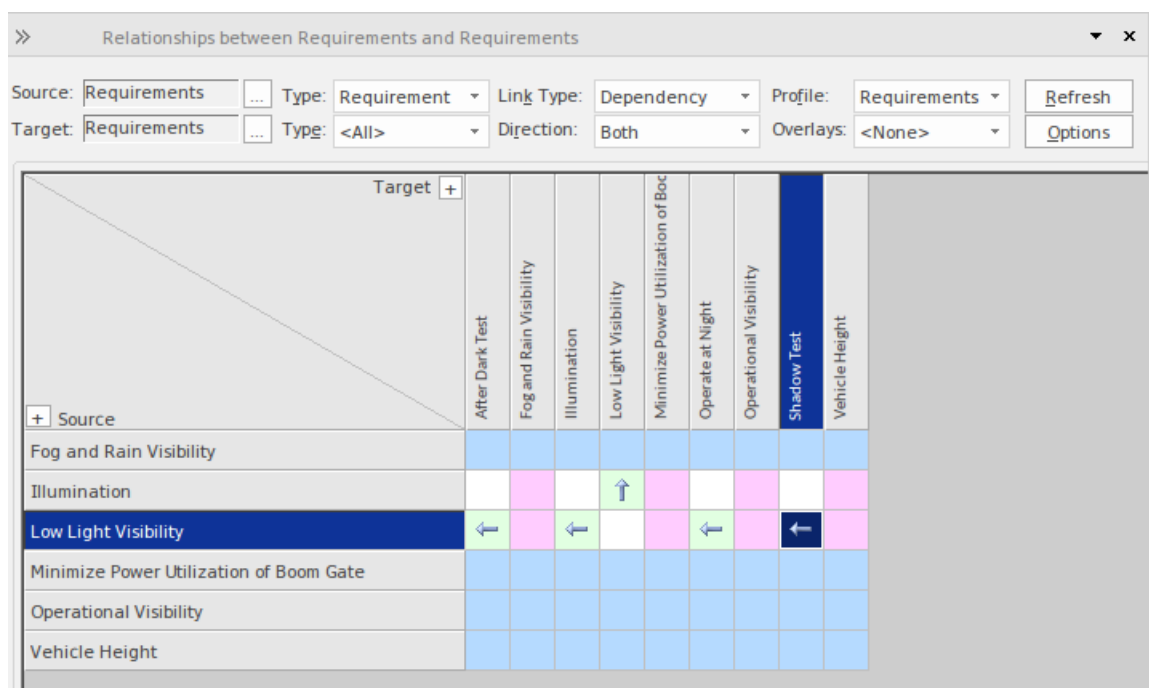 Relationships between Requirements and Requirements
Source: Requirements ... Type: Requirement Link Type: Dependency Profile: Requirements Refresh
Target: Requirements ... Type: <All> Direction: Both Overlays: <None> Options
Target +
+ Source
After Dark Test
Fog and Rain Visibility
Illumination
Low Light Visibility
Minimize Power Utilization of Boo
Operate at Night
Operational Visibility
Shadow Test
Vehicle Height
Fog and Rain Visibility
Illumination
Low Light Visibility
Minimize Power Utilization of Boom Gate
Operational Visibility
Vehicle Height